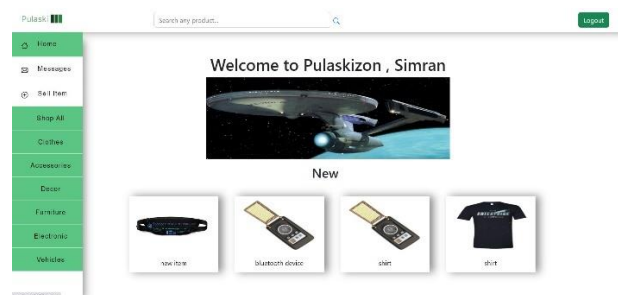 Pulaski
Search any product..
Logout
Home
Messages
Sell Item
Shop All
Clothes
Accessories
Decor
Furniture
Electronic
Vehicles
Welcome to Pulaskizon , Simran
New
new item
bluetooth device
shirt
shirt